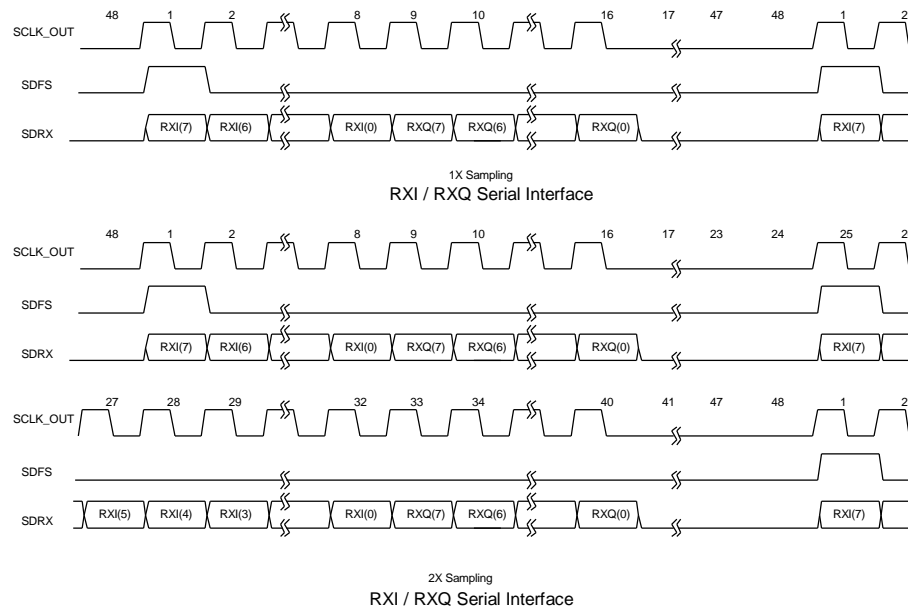 48 1 2 8 9 10 16 17 47 48 1 2
SCLK_OUT
SDFS
SDRX RXI(7) RXI(6) RXI(0) RXQ(7) RXQ(6) RXQ(0) RXI(7)
1X Sampling
RXI / RXQ Serial Interface
48 1 2 8 9 10 16 17 23 24 25 2
SCLK_OUT
SDFS
SDRX RXI(7) RXI(6) RXI(0) RXQ(7) RXQ(6) RXQ(0) RXI(7)
27 28 29 32 33 34 40 41 47 48 1 2
SCLK_OUT
SDFS
SDRX RXI(5) RXI(4) RXI(3) RXI(0) RXQ(7) RXQ(6) RXQ(0) RXI(7)
2X Sampling
RXI / RXQ Serial Interface